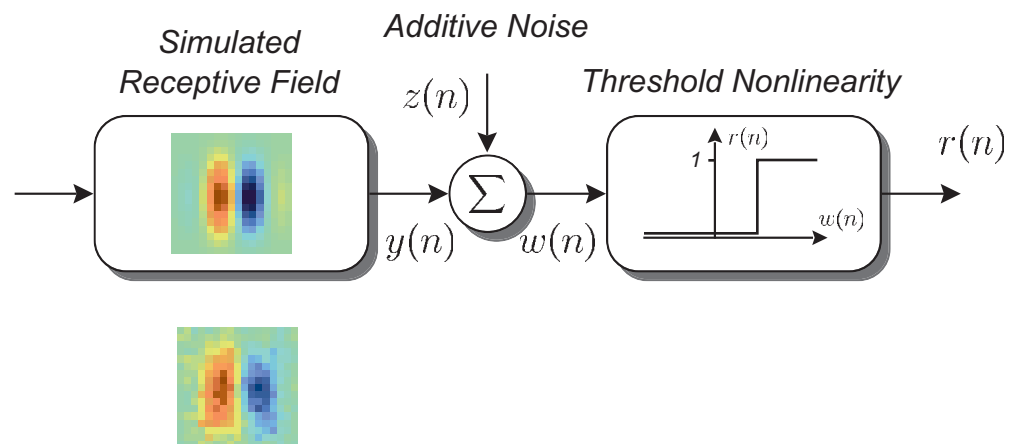 Simulated
Receptive Field
Additive Noise
Threshold Nonlinearity
z(n)
r(n)
1
w(n)
r(n)
Σ
y(n)
w(n)